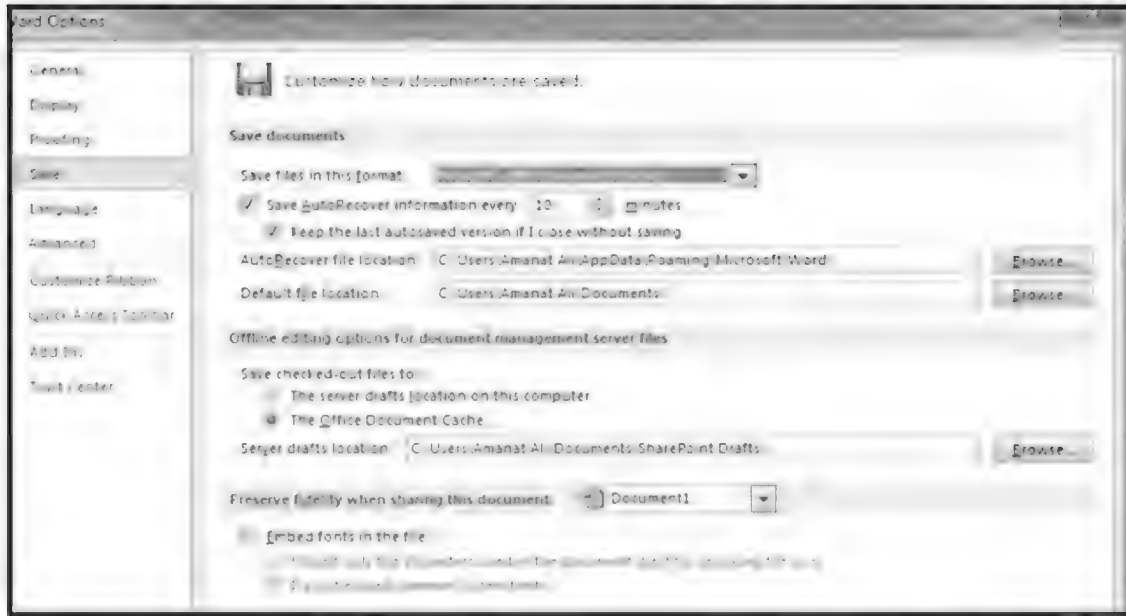 Word Options
General
Display
Proofing
Save
Language
Advanced
Customize Ribbon
Quick Access Toolbar
Add-Ins
Trust Center
Customize how documents are saved.
Save documents
Save files in this format:
Save AutoRecover information every 10 minutes
Keep the last autosaved version if I close without saving
AutoRecover file location: C:\Users\Amanat Ali\AppData\Roaming\Microsoft\Word\ Browse...
Default file location: C:\Users\Amanat Ali\Documents\ Browse...
Offline editing options for document management server files
Save checked-out files to:
The server drafts location on this computer
The Office Document Cache
Server drafts location: C:\Users\Amanat Ali\Documents\SharePoint Drafts\ Browse...
Preserve fidelity when sharing this document: Document1
Embed fonts in the file